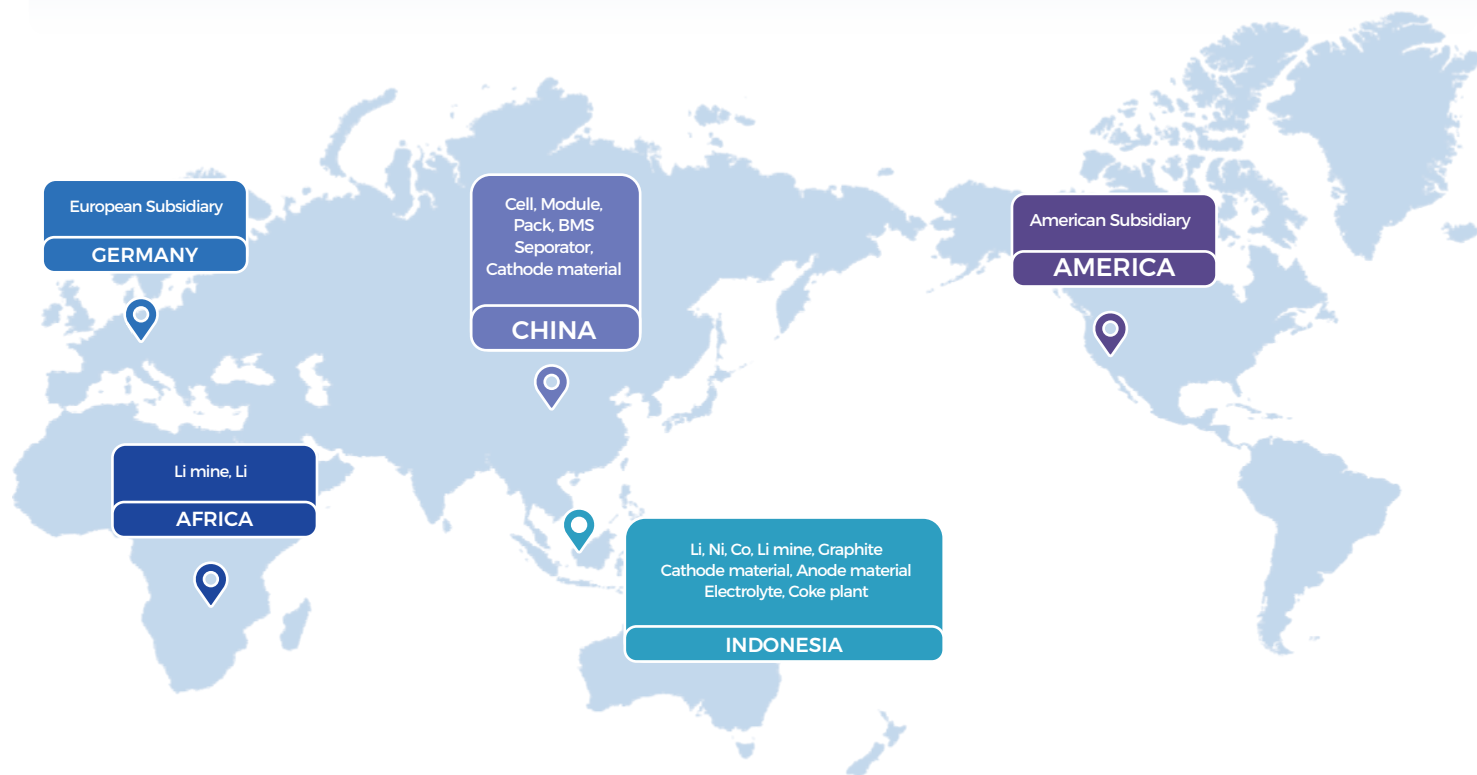 European Subsidiary
GERMANY
Cell, Module,
Pack, BMS
Seporator,
Cathode material
CHINA
American Subsidiary
AMERICA
Li mine, Li
AFRICA
Li, Ni, Co, Li mine, Graphite
Cathode material, Anode material
Electrolyte, Coke plant
INDONESIA